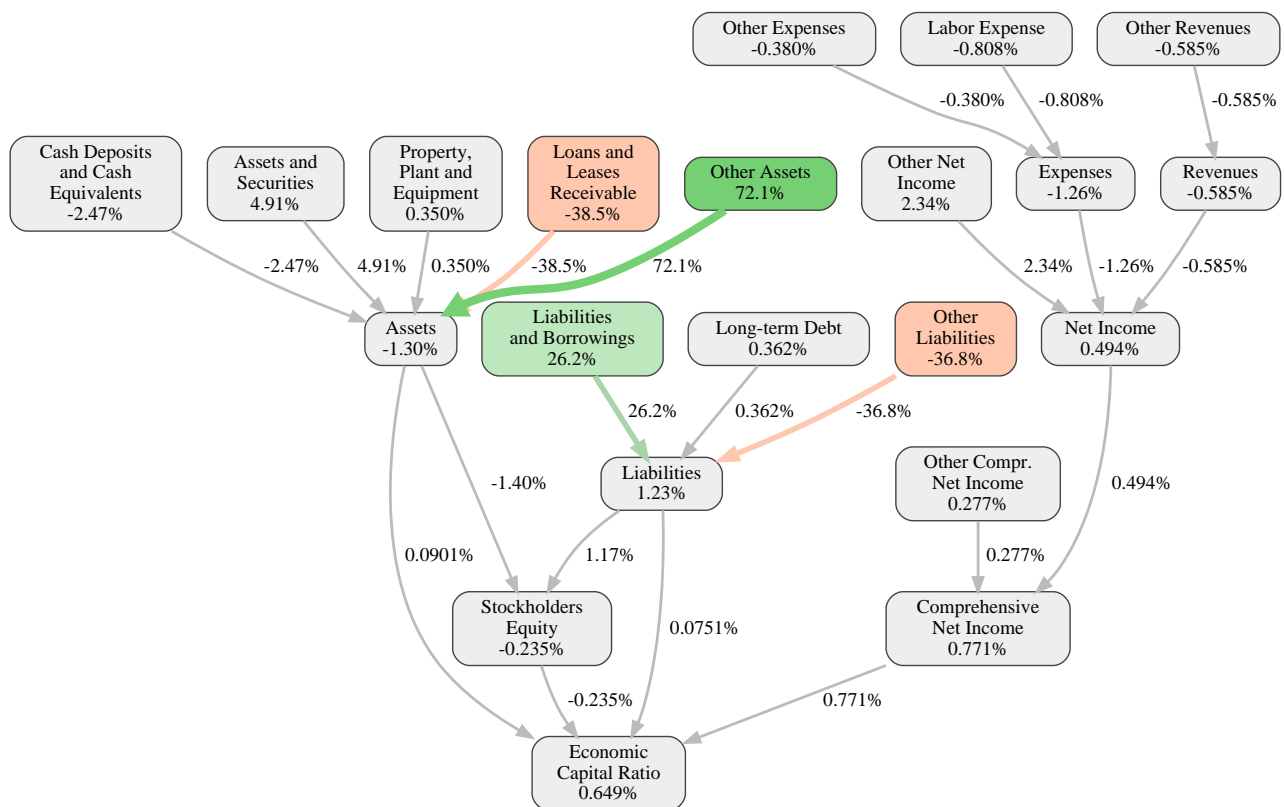 Other Expenses
-0.380%
Labor Expense
-0.808%
Other Revenues
-0.585%
-0.380%
-0.808%
-0.585%
Cash Deposits
and Cash
Equivalents
-2.47%
Assets and
Securities
4.91%
Property,
Plant and
Equipment
0.350%
Loans and
Leases
Receivable
-38.5%
Other Assets
72.1%
Other Net
Income
2.34%
Expenses
-1.26%
Revenues
-0.585%
-2.47%
4.91%
0.350%
-38.5%
72.1%
2.34%
-1.26%
-0.585%
Assets
-1.30%
Liabilities
and Borrowings
26.2%
Long-term Debt
0.362%
Other
Liabilities
-36.8%
Net Income
0.494%
26.2%
0.362%
-36.8%
Liabilities
1.23%
Other Compr.
Net Income
0.277%
-1.40%
0.494%
0.0901%
1.17%
0.277%
Stockholders
Equity
-0.235%
0.0751%
Comprehensive
Net Income
0.771%
-0.235%
0.771%
Economic
Capital Ratio
0.649%